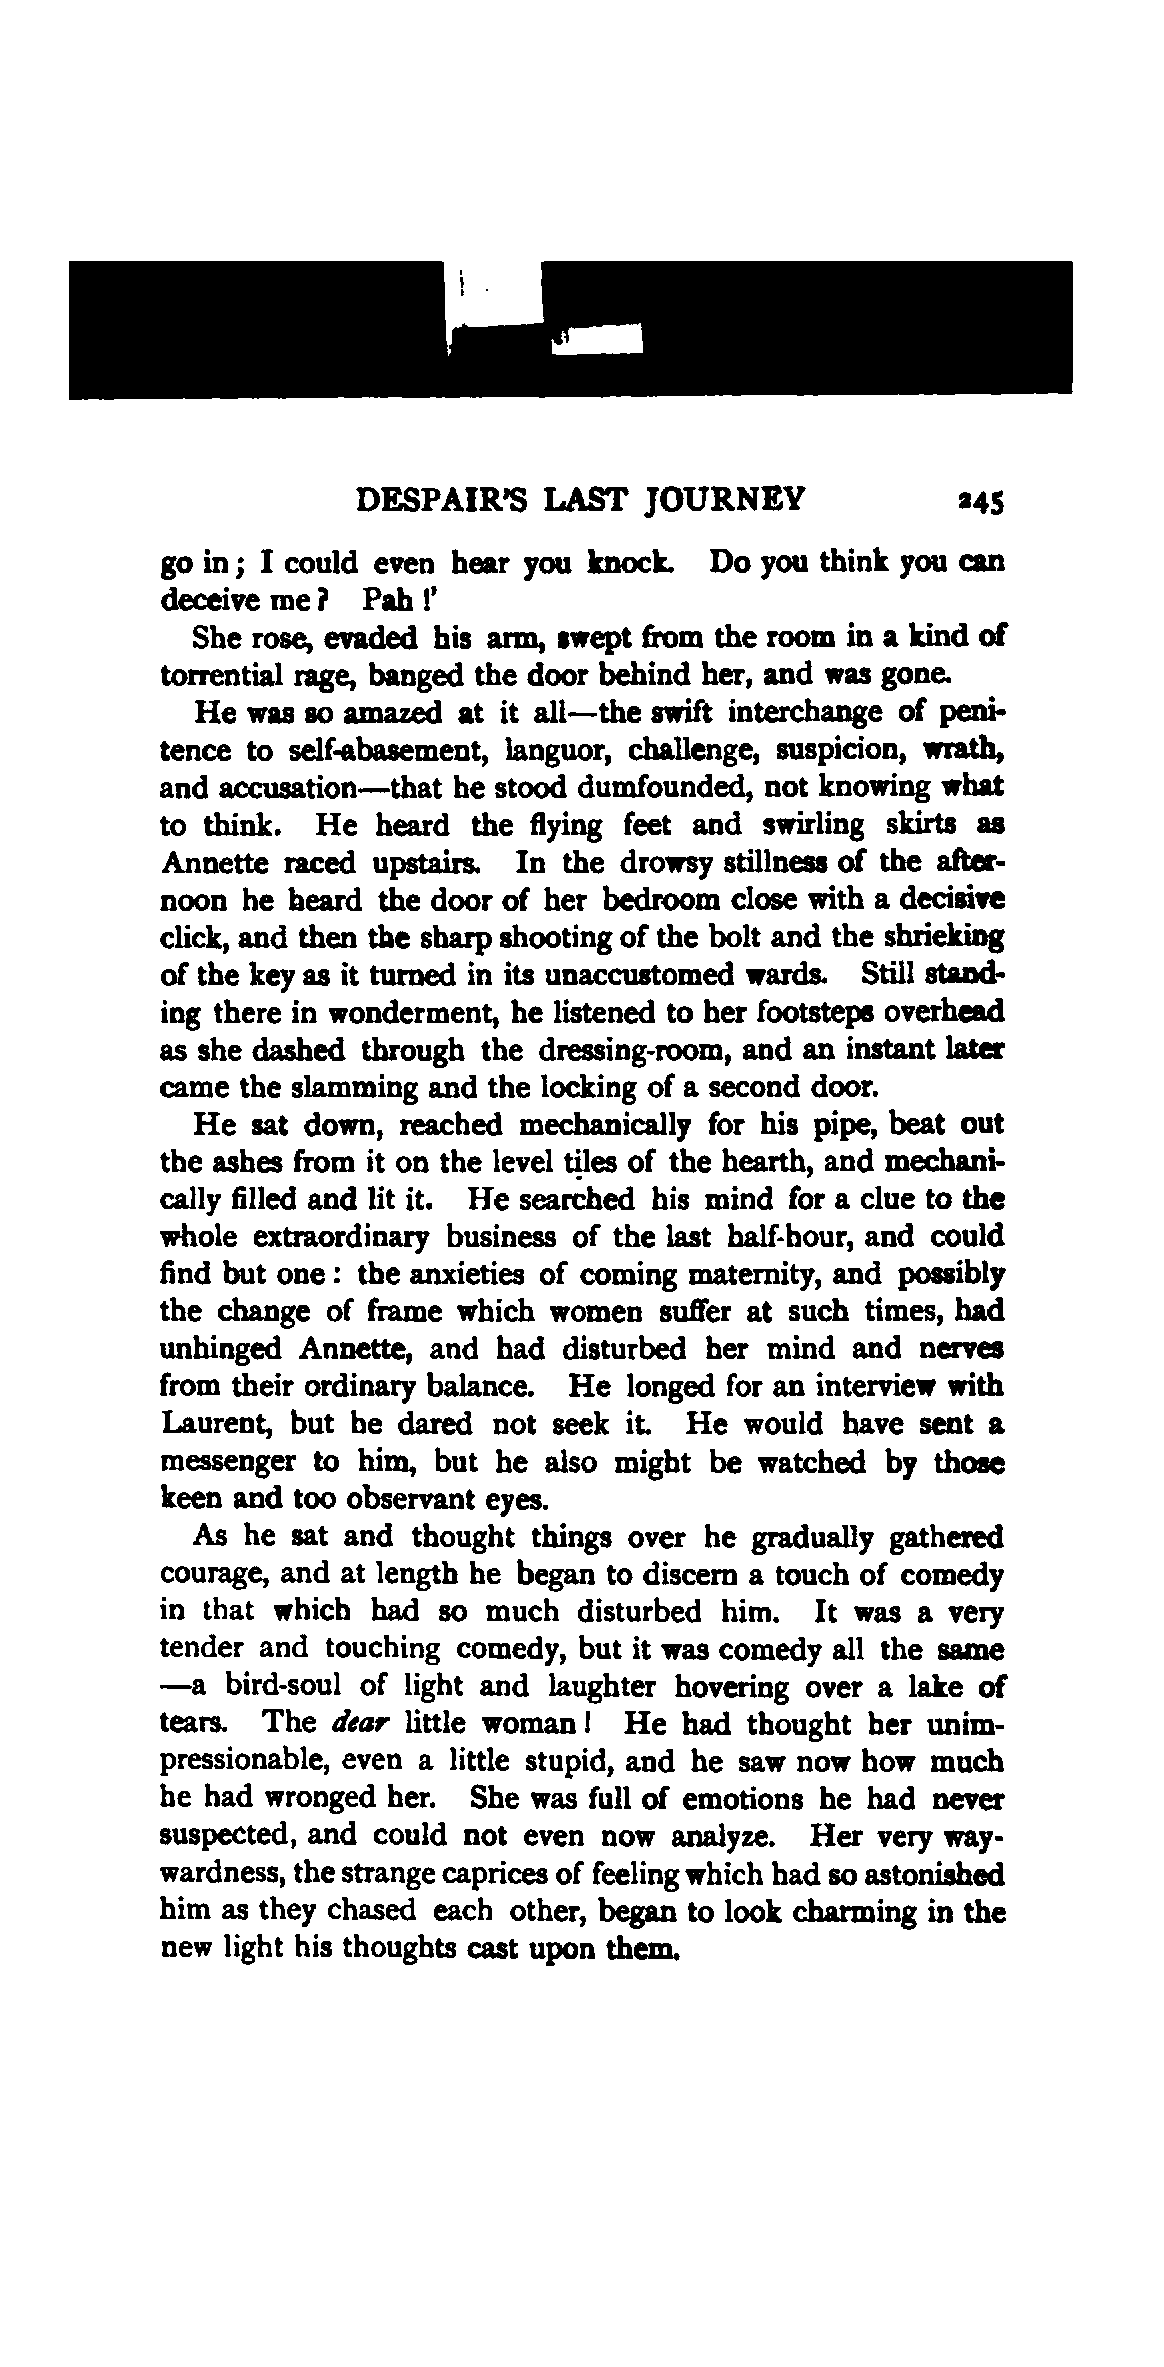 DESPAIR'S LAST JOURNEY 245
go in; I could even hear you knock. Do you think you can
deceive me? Pah!'
She rose, evaded his arm, swept from the room in a kind of
torrential rage, banged the door behind her, and was gone.
He was so amazed at it all—the swift interchange of peni-
tence to self-abasement, languor, challenge, suspicion, wrath,
and accusation—that he stood dumfounded, not knowing what
to think. He heard the flying feet and swirling skirts as
Annette raced upstairs. In the drowsy stillness of the after-
noon he heard the door of her bedroom close with a decisive
click, and then the sharp shooting of the bolt and the shrieking
of the key as it turned in its unaccustomed wards. Still stand-
ing there in wonderment, he listened to her footsteps overhead
as she dashed through the dressing-room, and an instant later
came the slamming and the locking of a second door.
He sat down, reached mechanically for his pipe, beat out
the ashes from it on the level tiles of the hearth, and mechani-
cally filled and lit it. He searched his mind for a clue to the
whole extraordinary business of the last half-hour, and could
find but one: the anxieties of coming maternity, and possibly
the change of frame which women suffer at such times, had
unhinged Annette, and had disturbed her mind and nerves
from their ordinary balance. He longed for an interview with
Laurent, but he dared not seek it. He would have sent a
messenger to him, but he also might be watched by those
keen and too observant eyes.
As he sat and thought things over he gradually gathered
courage, and at length he began to discern a touch of comedy
in that which had so much disturbed him. It was a very
tender and touching comedy, but it was comedy all the same
—a bird-soul of light and laughter hovering over a lake of
tears. The dear little woman! He had thought her unim-
pressionable, even a little stupid, and he saw now how much
he had wronged her. She was full of emotions he had never
suspected, and could not even now analyze. Her very way-
wardness, the strange caprices of feeling which had so astonished
him as they chased each other, began to look charming in the
new light his thoughts cast upon them.